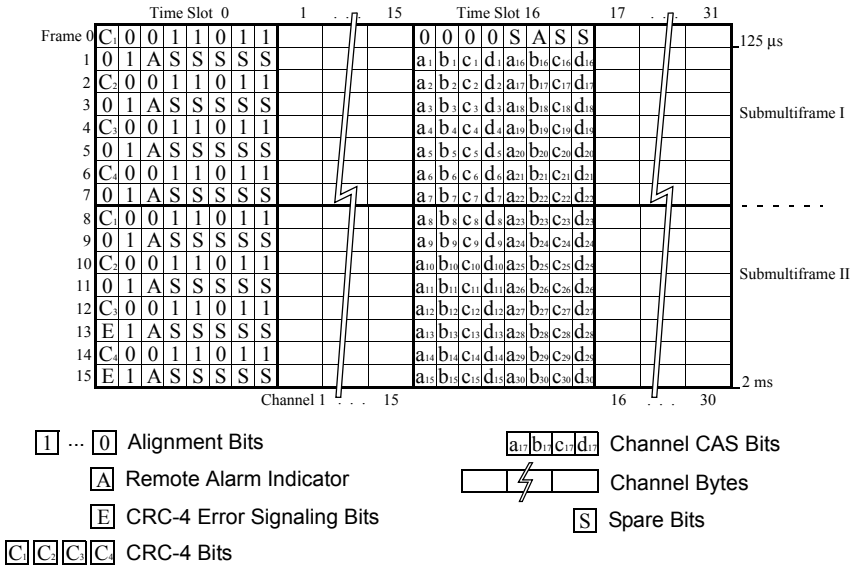 Time Slot 0 1 . . . 15 Time Slot 16 17 . . . 31
Frame 0 C₁ 0 0 1 1 0 1 1 0 0 0 0 S A S S 125 µs
1 0 1 A S S S S S a₁ b₁ c₁ d₁ a₁₆ b₁₆ c₁₆ d₁₆
2 C₂ 0 0 1 1 0 1 1 a₂ b₂ c₂ d₂ a₁₇ b₁₇ c₁₇ d₁₇
3 0 1 A S S S S S a₃ b₃ c₃ d₃ a₁₈ b₁₈ c₁₈ d₁₈
Submultiframe I
4 C₃ 0 0 1 1 0 1 1 a₄ b₄ c₄ d₄ a₁₉ b₁₉ c₁₉ d₁₉
5 0 1 A S S S S S a₅ b₅ c₅ d₅ a₂₀ b₂₀ c₂₀ d₂₀
6 C₄ 0 0 1 1 0 1 1 a₆ b₆ c₆ d₆ a₂₁ b₂₁ c₂₁ d₂₁
7 0 1 A S S S S S a₇ b₇ c₇ d₇ a₂₂ b₂₂ c₂₂ d₂₂
8 C₁ 0 0 1 1 0 1 1 a₈ b₈ c₈ d₈ a₂₃ b₂₃ c₂₃ d₂₃
9 0 1 A S S S S S a₉ b₉ c₉ d₉ a₂₄ b₂₄ c₂₄ d₂₄
10 C₂ 0 0 1 1 0 1 1 a₁₀ b₁₀ c₁₀ d₁₀ a₂₅ b₂₅ c₂₅ d₂₅
Submultiframe II
11 0 1 A S S S S S a₁₁ b₁₁ c₁₁ d₁₁ a₂₆ b₂₆ c₂₆ d₂₆
12 C₃ 0 0 1 1 0 1 1 a₁₂ b₁₂ c₁₂ d₁₂ a₂₇ b₂₇ c₂₇ d₂₇
13 E 1 A S S S S S a₁₃ b₁₃ c₁₃ d₁₃ a₂₈ b₂₈ c₂₈ d₂₈
14 C₄ 0 0 1 1 0 1 1 a₁₄ b₁₄ c₁₄ d₁₄ a₂₉ b₂₉ c₂₉ d₂₉
15 E 1 A S S S S S a₁₅ b₁₅ c₁₅ d₁₅ a₃₀ b₃₀ c₃₀ d₃₀ 2 ms
Channel 1 . . . 15 16 . . . 30
1 ... 0 Alignment Bits
A Remote Alarm Indicator
E CRC-4 Error Signaling Bits
C₁ C₂ C₃ C₄ CRC-4 Bits
a₁₇ b₁₇ c₁₇ d₁₇ Channel CAS Bits
Channel Bytes
S Spare Bits